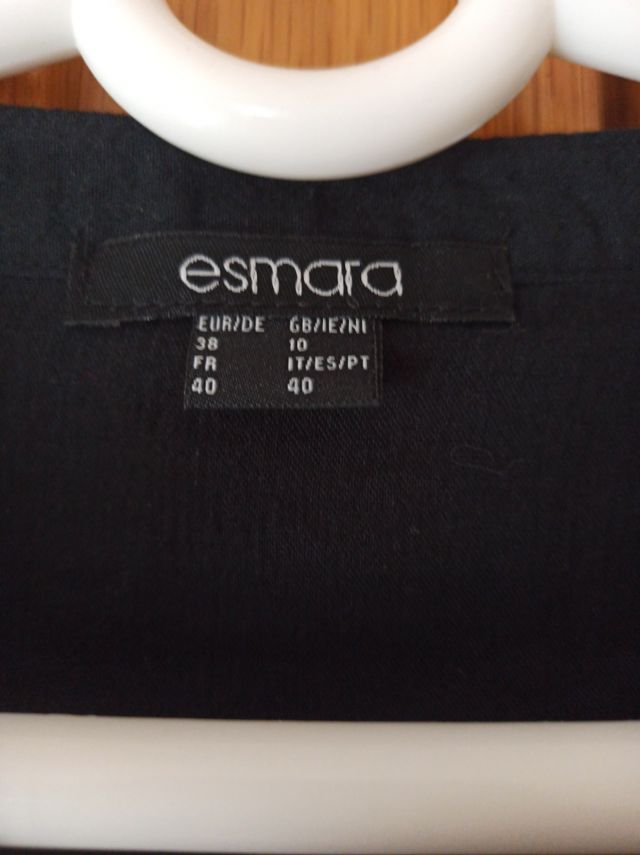 esmara
EUR/DE GB/IE/NI
38 10
FR IT/ES/PT
40 40